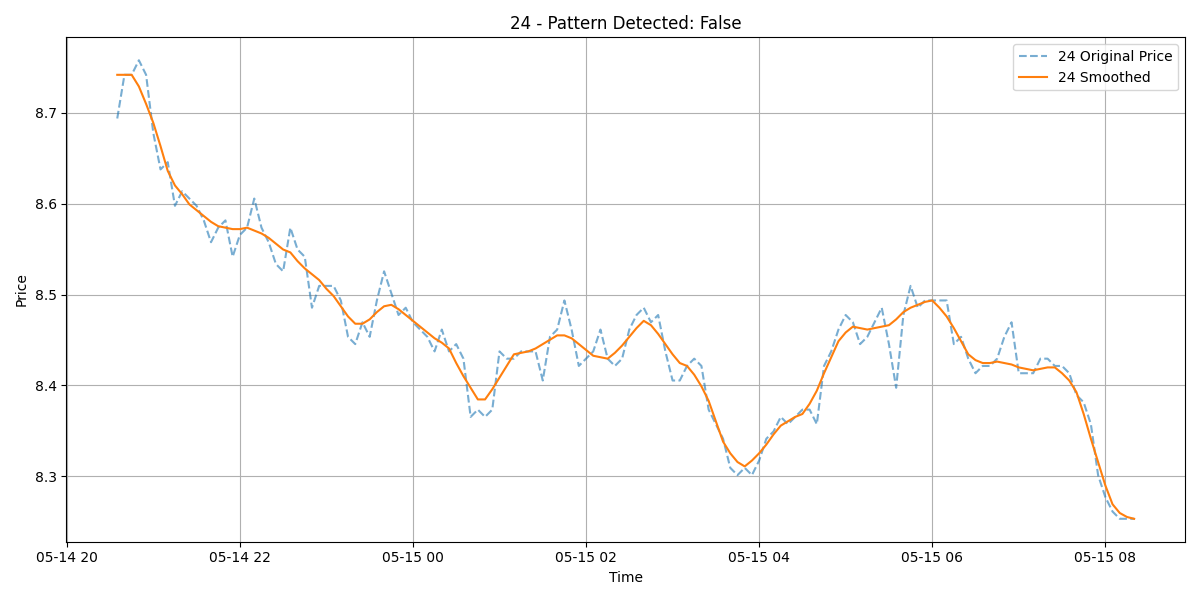 24 - Pattern Detected: False
24 Original Price
24 Smoothed
Price
8.7
8.6
8.5
8.4
8.3
05-14 20 05-14 22 05-15 00 05-15 02 05-15 04 05-15 06 05-15 08
Time